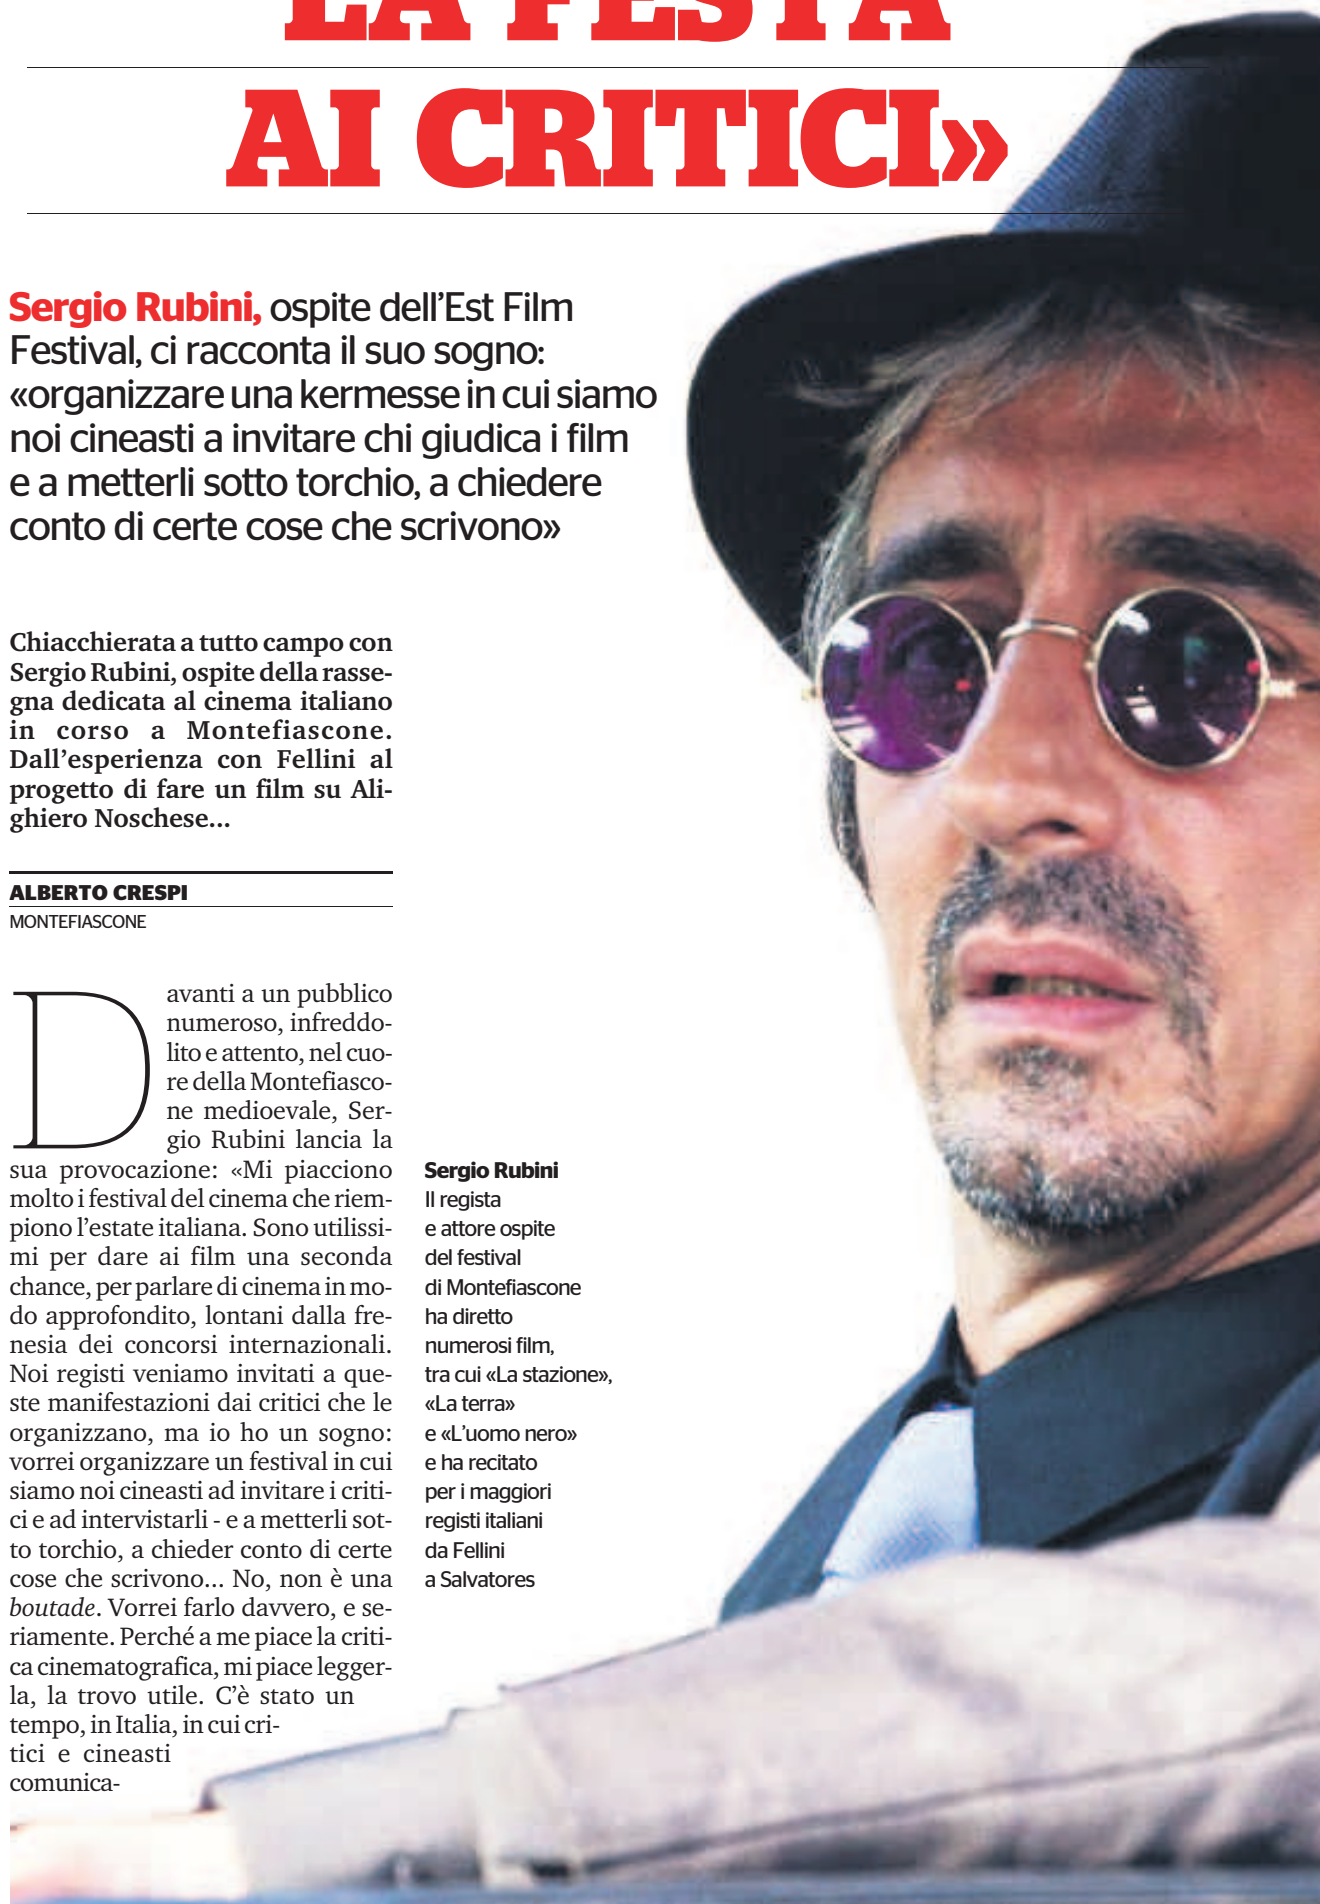 LA FESTA
AI CRITICI»
Sergio Rubini, ospite dell'Est Film
Festival, ci racconta il suo sogno:
«organizzare una kermesse in cui siamo
noi cineasti a invitare chi giudica i film
e a metterli sotto torchio, a chiedere
conto di certe cose che scrivono»
Chiacchierata a tutto campo con
Sergio Rubini, ospite della rasse-
gna dedicata al cinema italiano
in corso a Montefiascone.
Dall'esperienza con Fellini al
progetto di fare un film su Ali-
ghiero Noschese...
ALBERTO CRESPI
MONTEFIASCONE
Davanti a un pubblico
numeroso, infreddo-
lito e attento, nel cuo-
re della Montefiasco-
ne medioevale, Ser-
gio Rubini lancia la
sua provocazione: «Mi piacciono
molto i festival del cinema che riem-
piono l'estate italiana. Sono utilissi-
mi per dare ai film una seconda
chance, per parlare di cinema in mo-
do approfondito, lontani dalla fre-
nesia dei concorsi internazionali.
Noi registi veniamo invitati a que-
ste manifestazioni dai critici che le
organizzano, ma io ho un sogno:
vorrei organizzare un festival in cui
siamo noi cineasti ad invitare i criti-
ci e ad intervistarli - e a metterli sot-
to torchio, a chieder conto di certe
cose che scrivono... No, non è una
boutade. Vorrei farlo davvero, e se-
riamente. Perché a me piace la criti-
ca cinematografica, mi piace legger-
la, la trovo utile. C'è stato un
tempo, in Italia, in cui cri-
tici e cineasti
comunica-
Sergio Rubini
Il regista
e attore ospite
del festival
di Montefiascone
ha diretto
numerosi film,
tra cui «La stazione»,
«La terra»
e «L'uomo nero»
e ha recitato
per i maggiori
registi italiani
da Fellini
a Salvatores